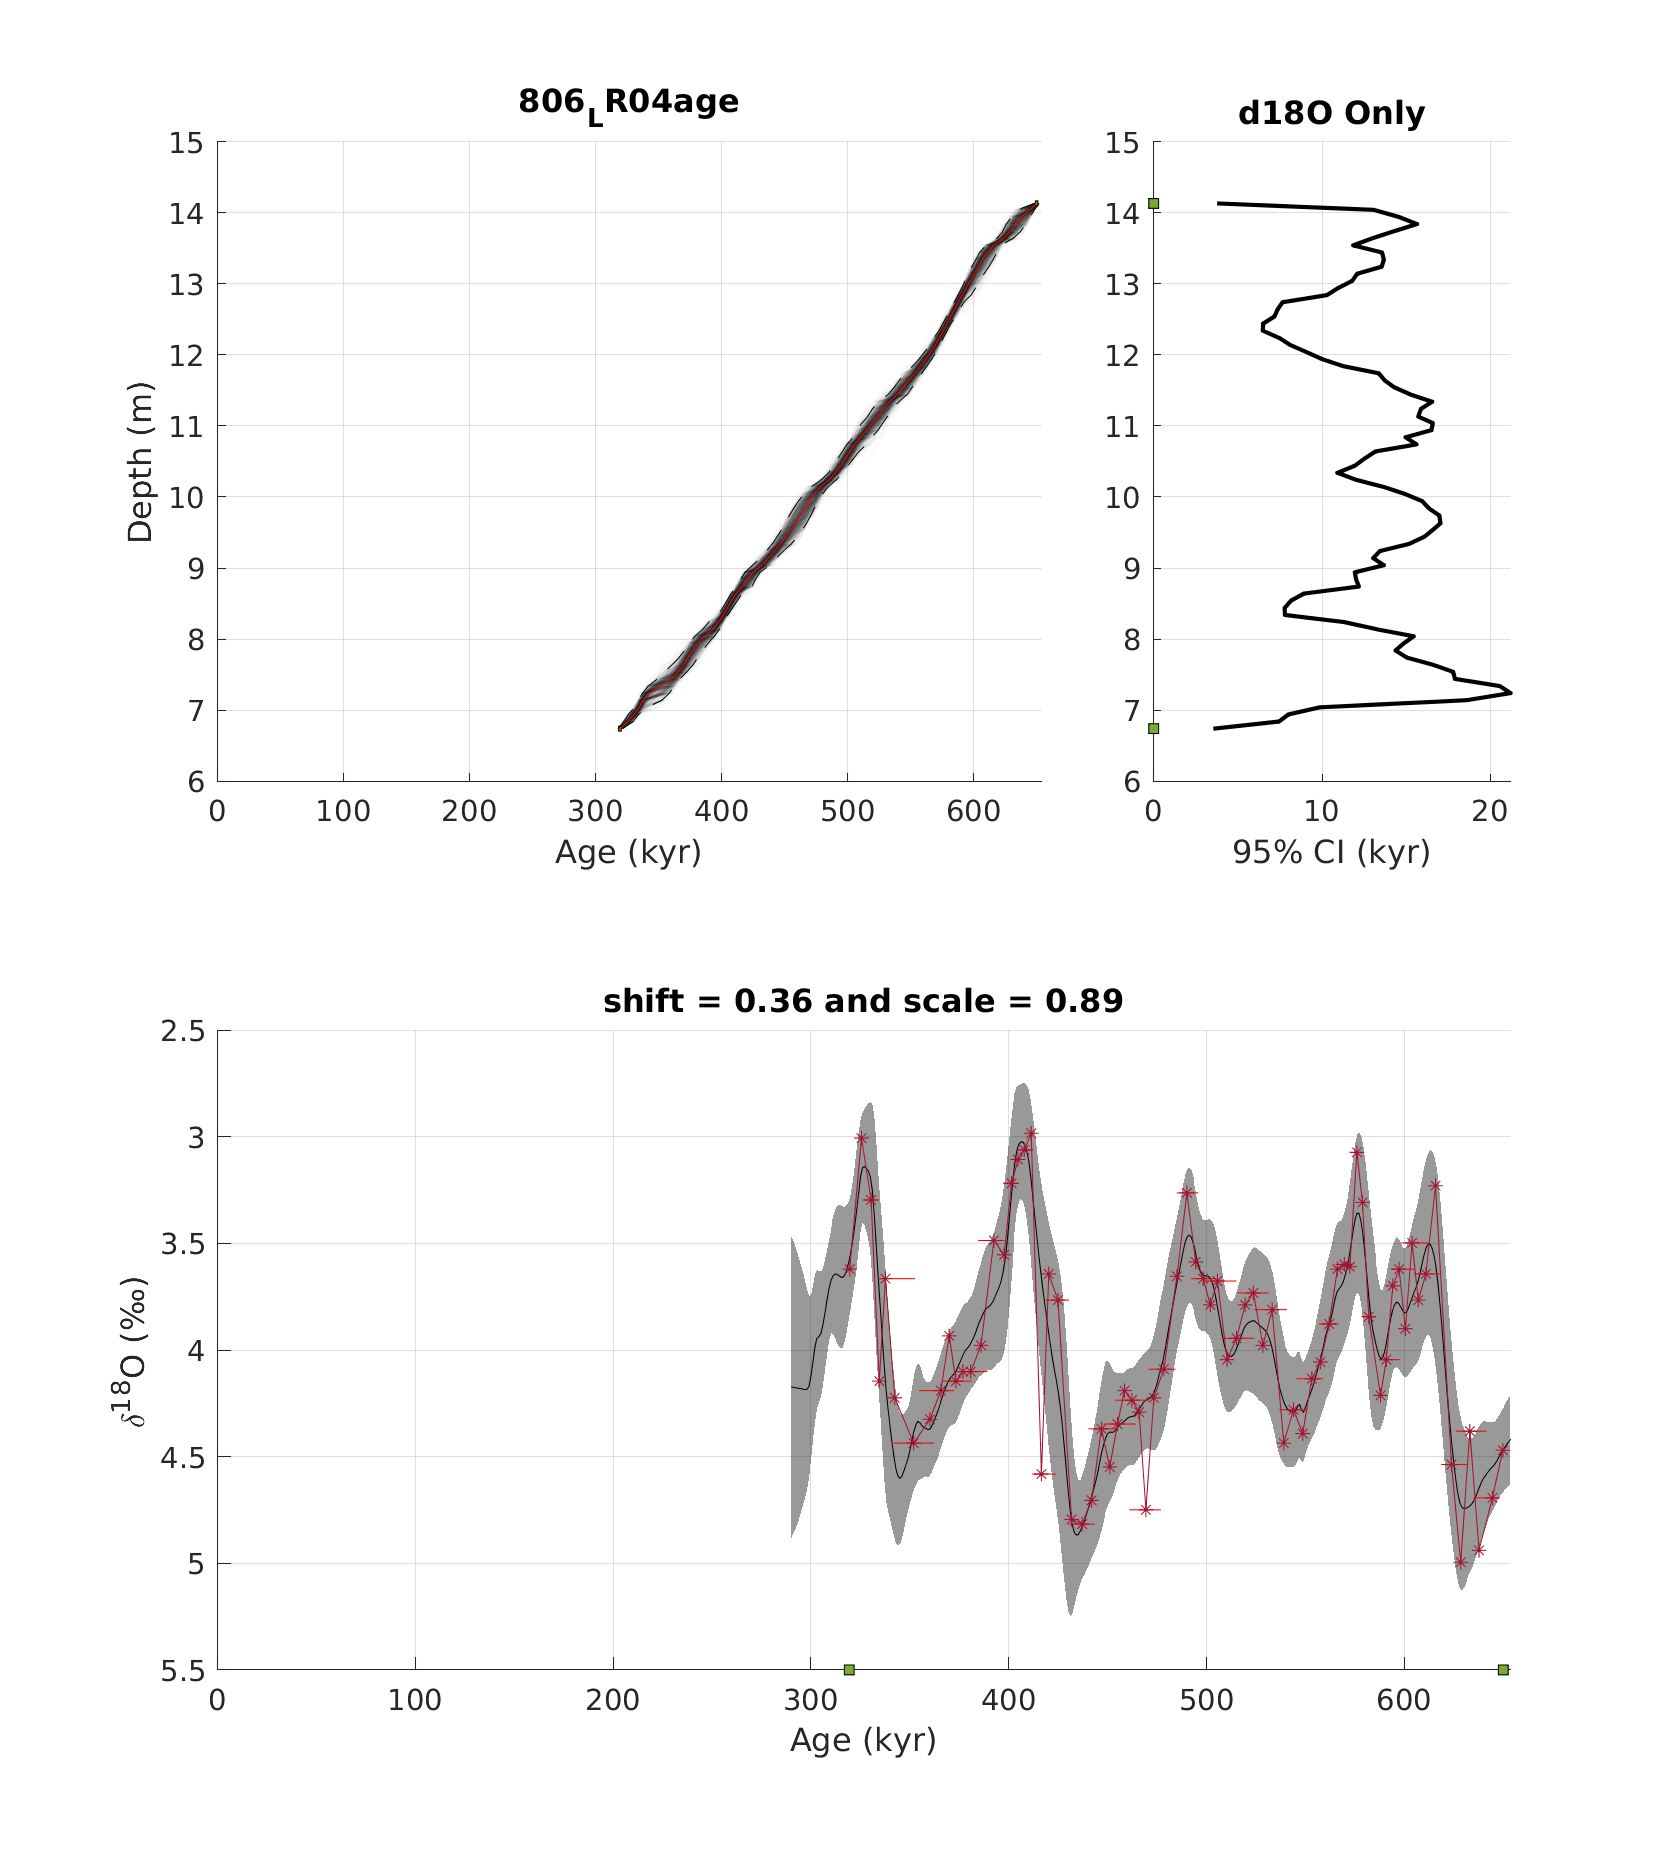 806LR04age
d18O Only
15
14
13
12
11
10
9
8
7
6
Depth (m)
0 100 200 300 400 500 600
Age (kyr)
15
14
13
12
11
10
9
8
7
6
0 10 20
95% CI (kyr)
shift = 0.36 and scale = 0.89
2.5
3
3.5
4
4.5
5
5.5
δ18O (‰)
0 100 200 300 400 500 600
Age (kyr)